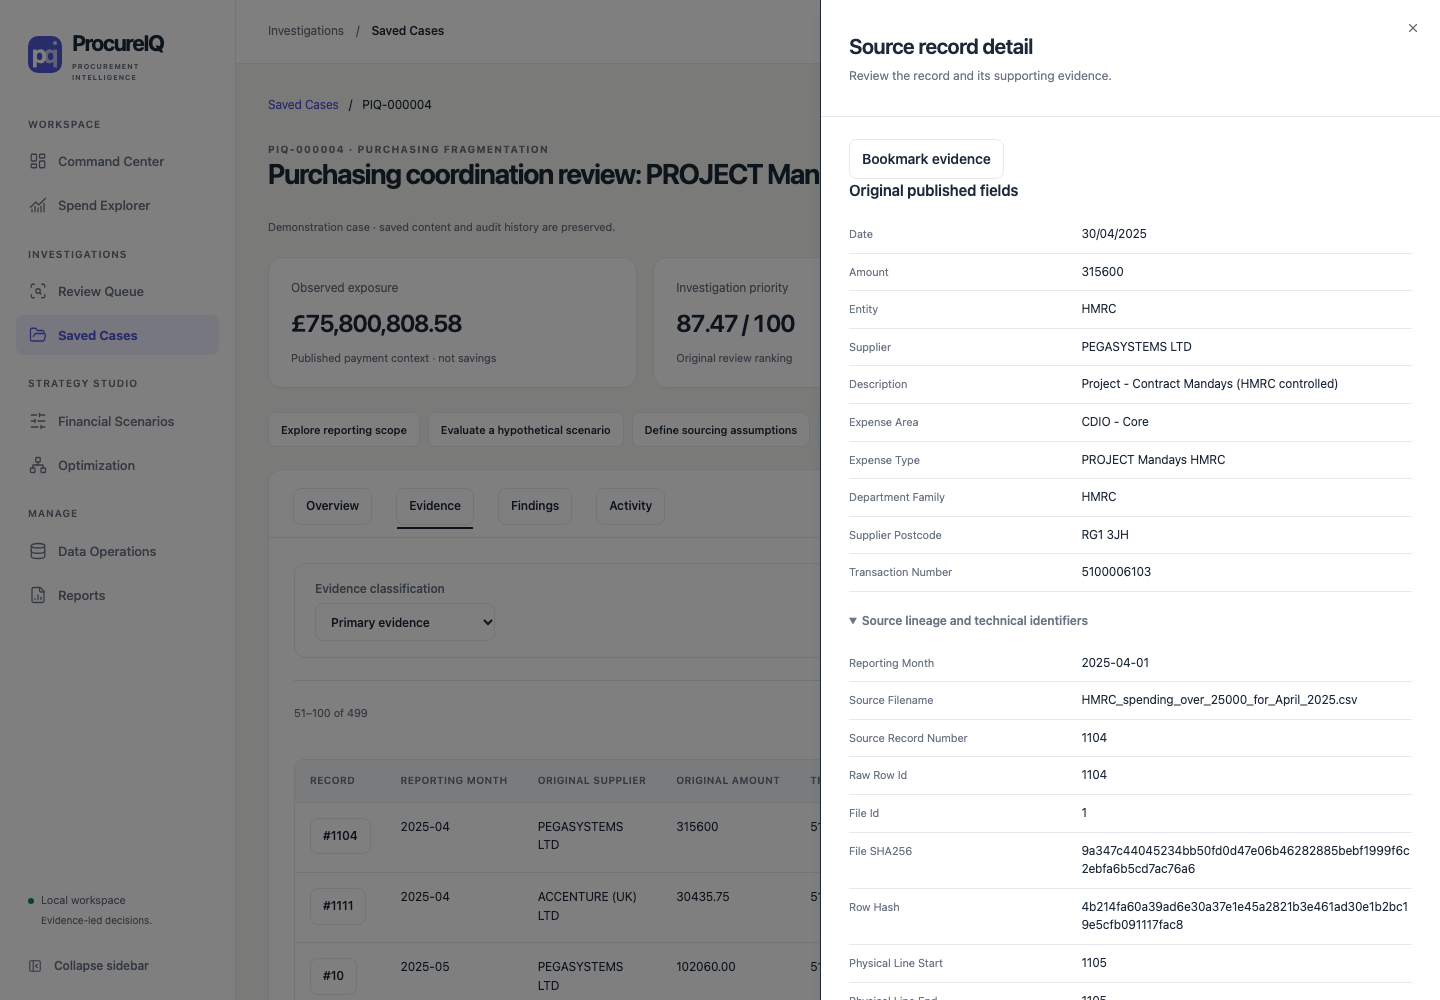 pq
ProcureIQ
PROCUREMENT
INTELLIGENCE
WORKSPACE
Command Center
Spend Explorer
INVESTIGATIONS
Review Queue
Saved Cases
STRATEGY STUDIO
Financial Scenarios
Optimization
MANAGE
Data Operations
Reports
Local workspace
Evidence-led decisions.
Collapse sidebar
Investigations / Saved Cases
Saved Cases / PIQ-000004
PIQ-000004 · PURCHASING FRAGMENTATION
Purchasing coordination review: PROJECT Man
Demonstration case · saved content and audit history are preserved.
Observed exposure
£75,800,808.58
Published payment context · not savings
Investigation priority
87.47 / 100
Original review ranking
Explore reporting scope
Evaluate a hypothetical scenario
Define sourcing assumptions
Overview
Evidence
Findings
Activity
Evidence classification
Primary evidence
51–100 of 499
RECORD REPORTING MONTH ORIGINAL SUPPLIER ORIGINAL AMOUNT
#1104 2025-04 PEGASYSTEMS 315600 51
LTD
#1111 2025-04 ACCENTURE (UK) 30435.75 51
LTD
#10 2025-05 PEGASYSTEMS 102060.00 51
LTD
×
Source record detail
Review the record and its supporting evidence.
Bookmark evidence
Original published fields
Date 30/04/2025
Amount 315600
Entity HMRC
Supplier PEGASYSTEMS LTD
Description Project - Contract Mandays (HMRC controlled)
Expense Area CDIO - Core
Expense Type PROJECT Mandays HMRC
Department Family HMRC
Supplier Postcode RG1 3JH
Transaction Number 5100006103
▼ Source lineage and technical identifiers
Reporting Month 2025-04-01
Source Filename HMRC_spending_over_25000_for_April_2025.csv
Source Record Number 1104
Raw Row Id 1104
File Id 1
File SHA256 9a347c44045234bb50fd0d47e06b46282885bebf1999f6c
2ebfa6b5cd7ac76a6
Row Hash 4b214fa60a39ad6e30a37e1e45a2821b3e461ad30e1b2bc1
9e5cfb091117fac8
Physical Line Start 1105
Physical Line End 1105